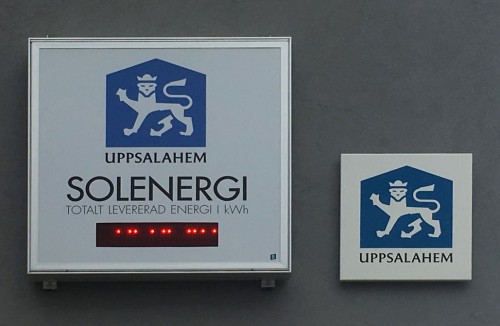 UPPSALAHEM
SOLENERGI
TOTALT LEVERERAD ENERGI I kWh
UPPSALAHEM